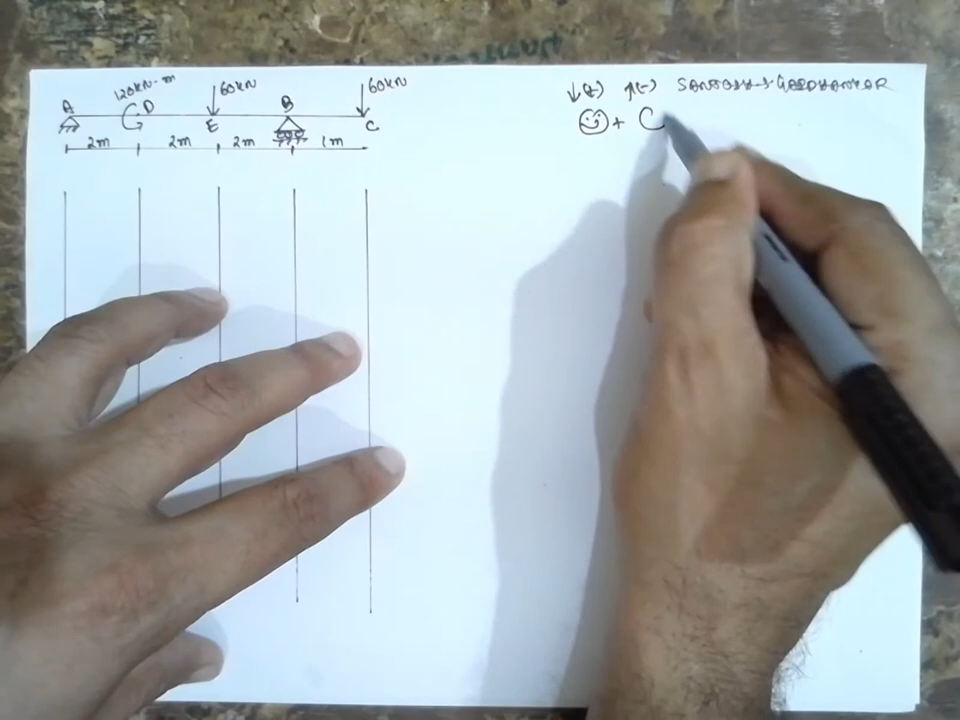 120kN-m
60kN
60kN
A D B
E C
2m 2m 2m 1m
↓(+) ↑(-)
+